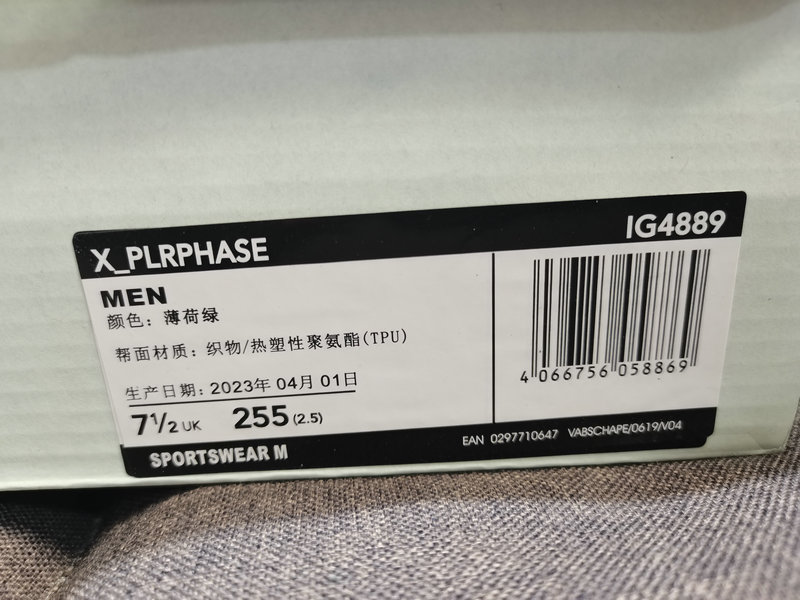 X_PLRPHASE
IG4889
MEN
颜色：薄荷绿
帮面材质：织物/热塑性聚氨酯(TPU)
生产日期：2023年 04月 01日
7½ UK 255 (2.5)
4 066756 058869
EAN 0297710647 VABSCHAPE/0619/V04
SPORTSWEAR M